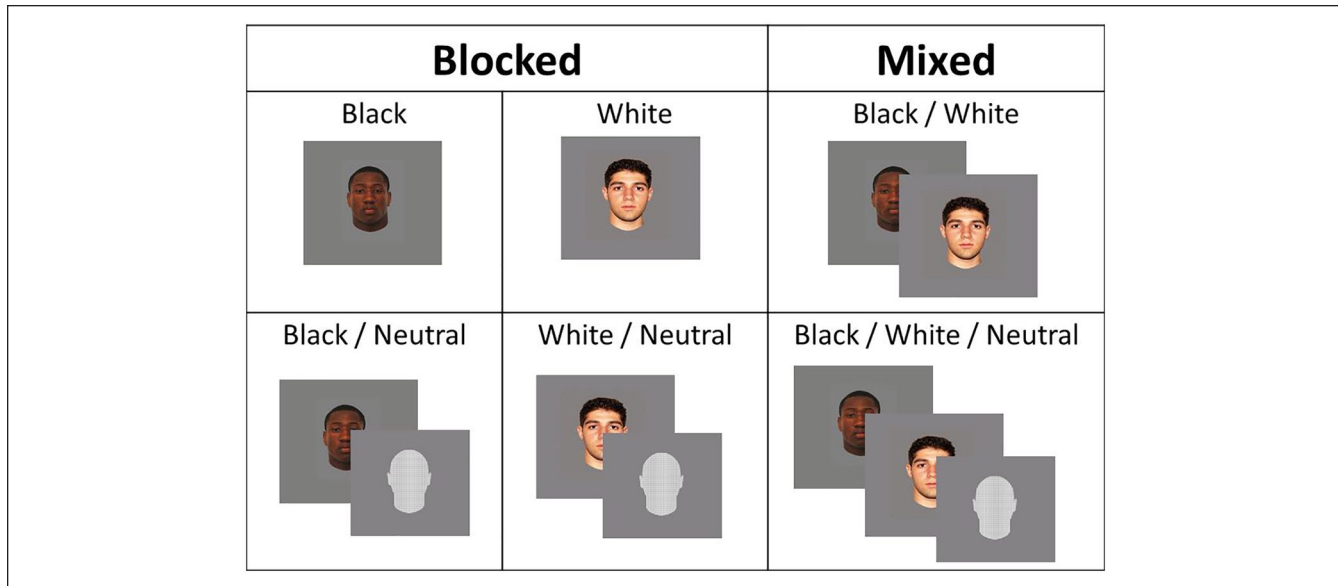 Blocked
Mixed
Black
White
Black / White
Black / Neutral
White / Neutral
Black / White / Neutral